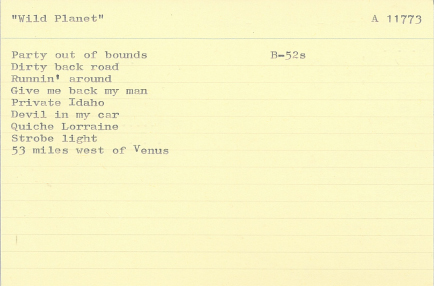 "Wild Planet" A 11773
Party out of bounds B-52s
Dirty back road
Runnin' around
Give me back my man
Private Idaho
Devil in my car
Quiche Lorraine
Strobe light
53 miles west of Venus